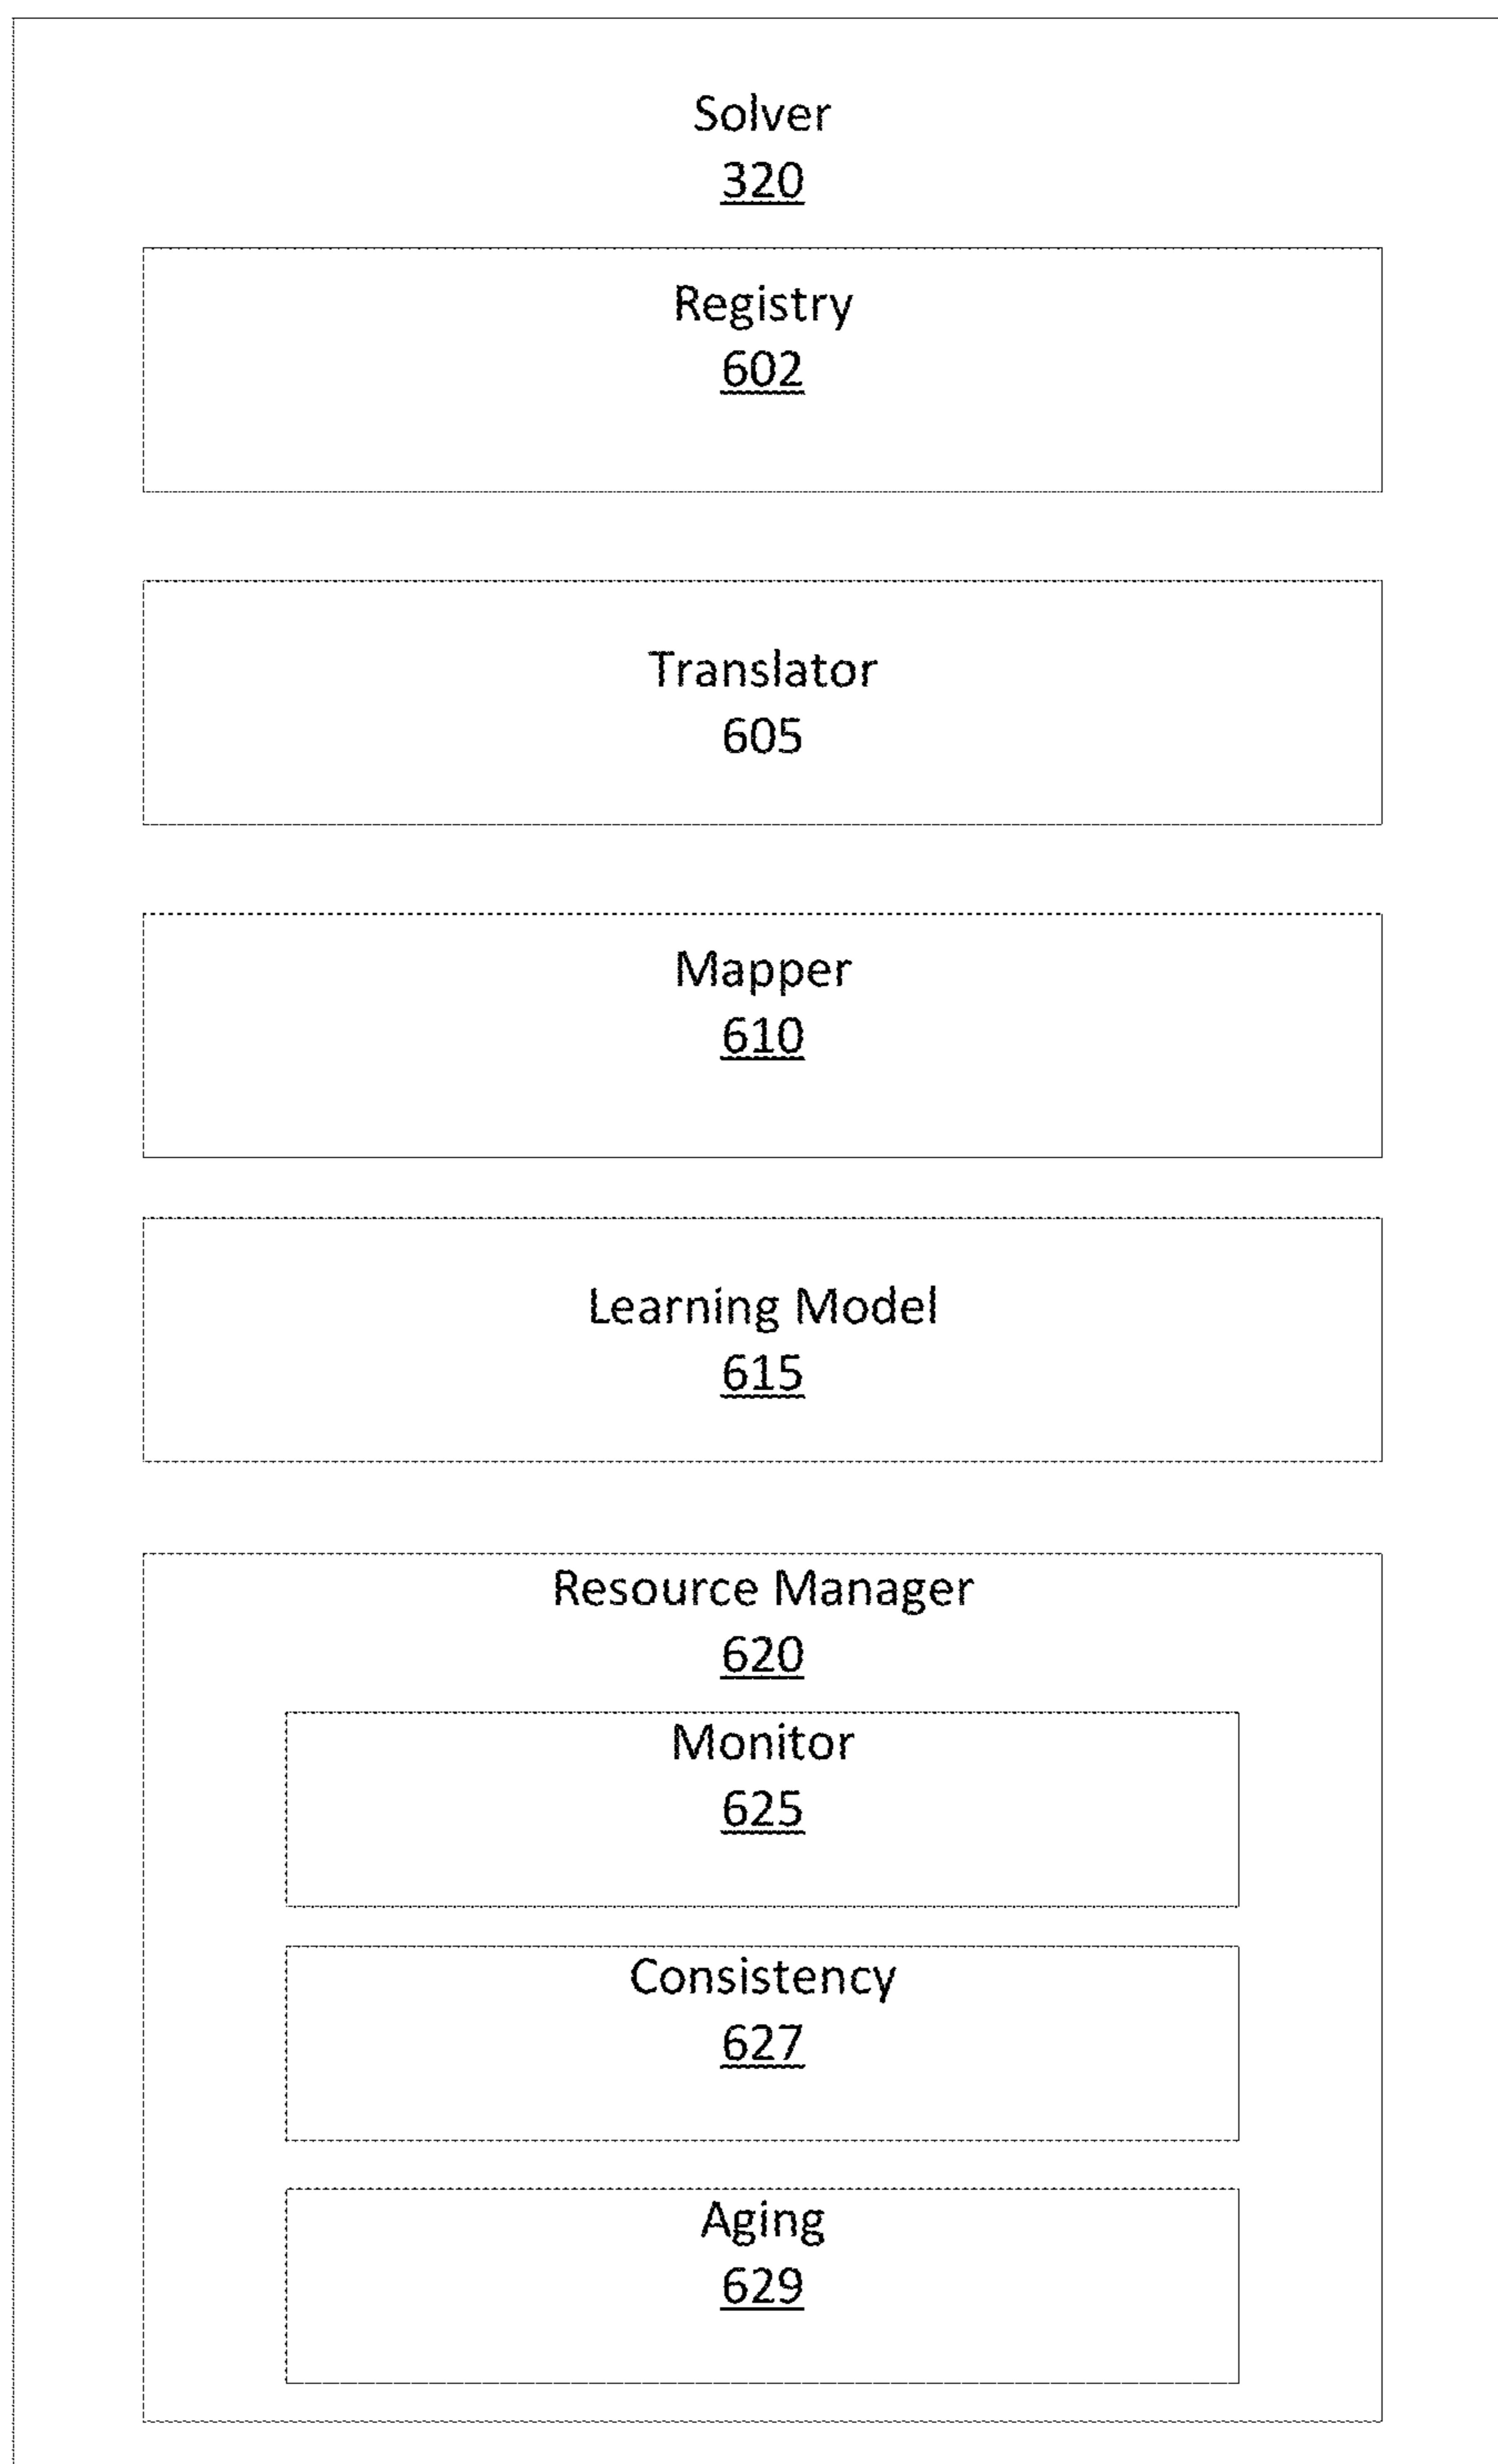 Solver
320
Registry
602
Translator
605
Mapper
610
Learning Model
615
Resource Manager
620
Monitor
625
Consistency
627
Aging
629